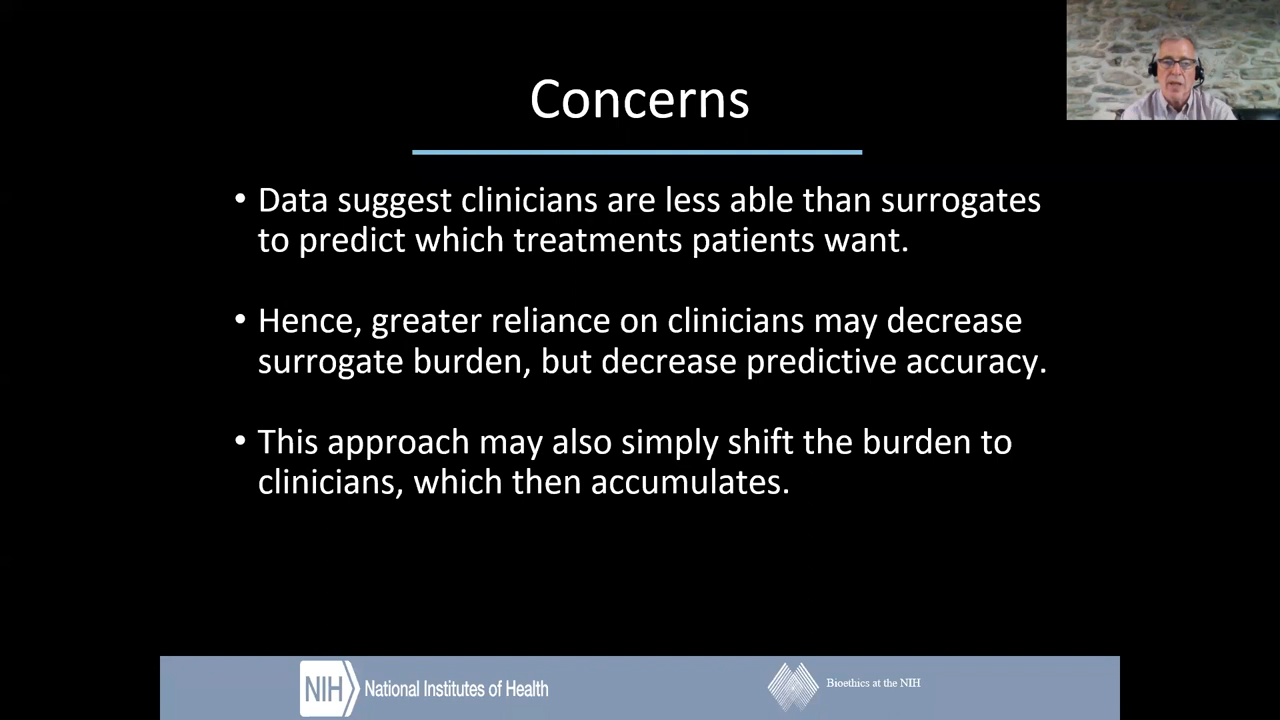 Concerns
• Data suggest clinicians are less able than surrogates
to predict which treatments patients want.
• Hence, greater reliance on clinicians may decrease
surrogate burden, but decrease predictive accuracy.
• This approach may also simply shift the burden to
clinicians, which then accumulates.
NIH National Institutes of Health
Bioethics at the NIH